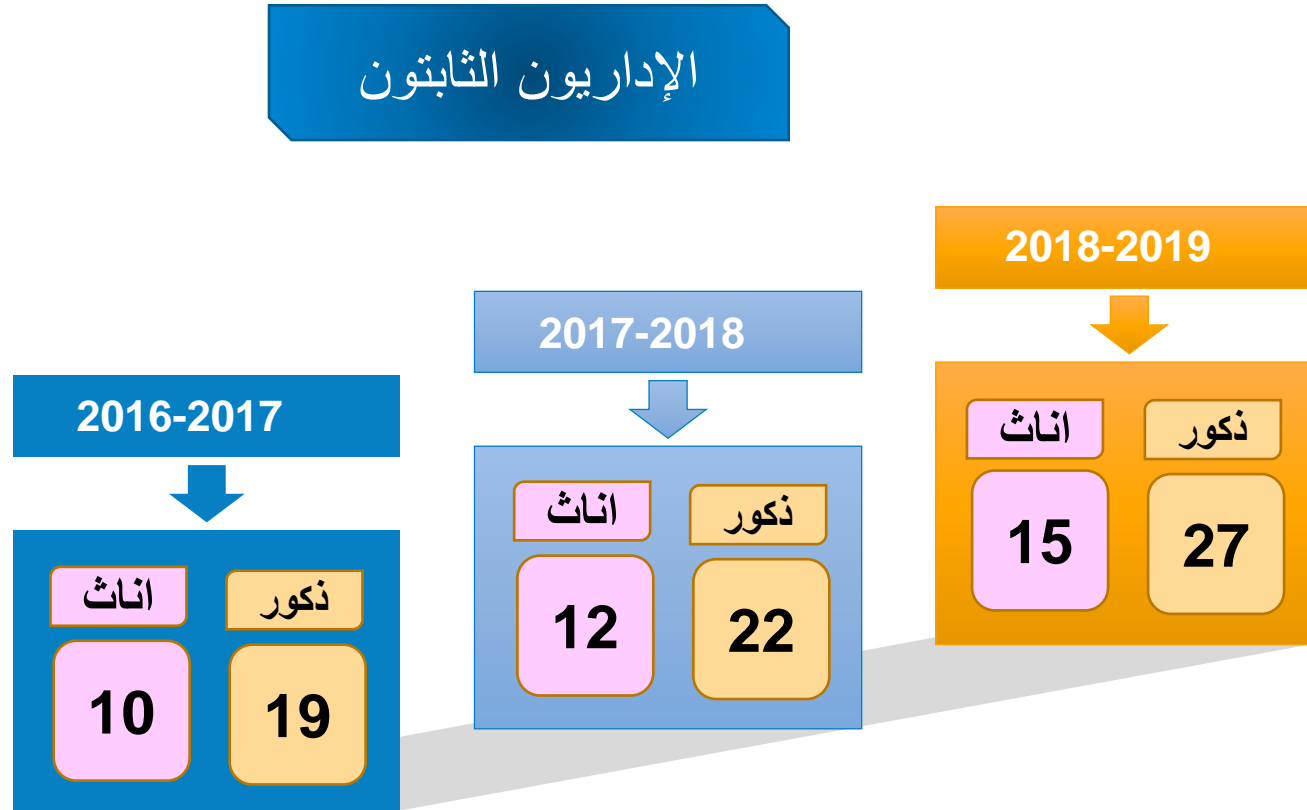 الإداريون الثابتون
2016-2017
اناث
ذكور
10
19
2017-2018
اناث
ذكور
12
22
2018-2019
اناث
ذكور
15
27